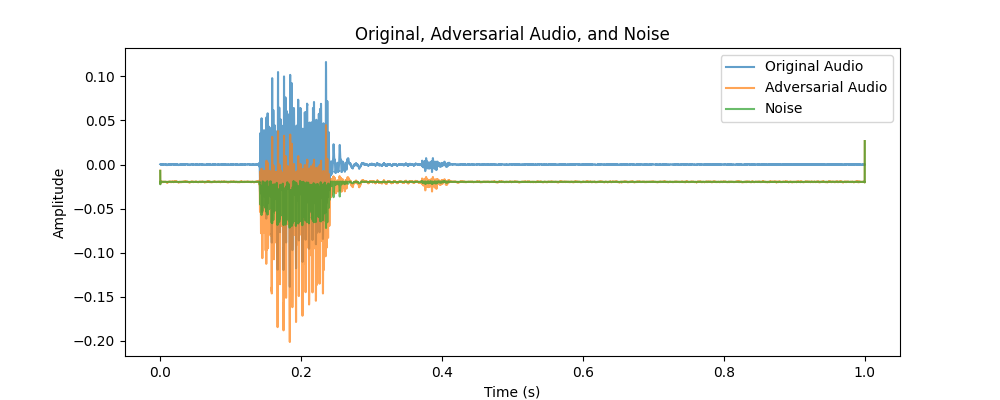 Original, Adversarial Audio, and Noise
Original Audio
Adversarial Audio
Noise
Amplitude
0.10
0.05
0.00
−0.05
−0.10
−0.15
−0.20
0.0 0.2 0.4 0.6 0.8 1.0
Time (s)